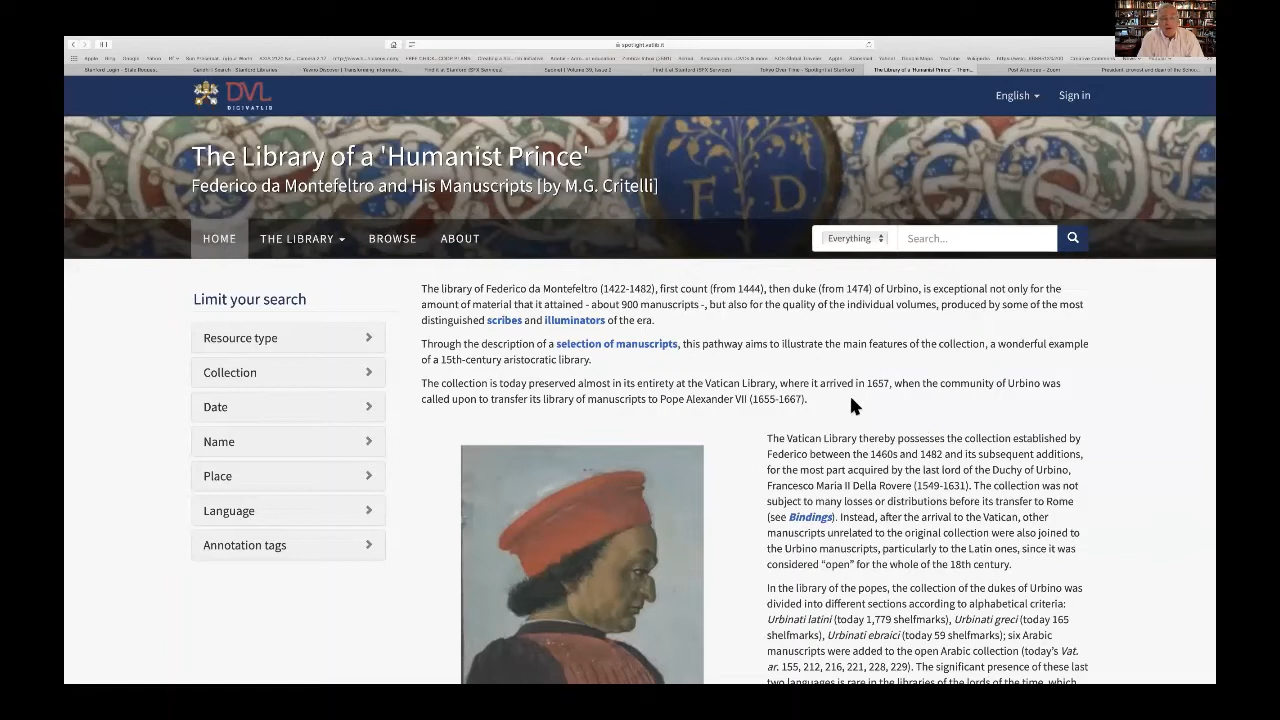 spotlight.vatlib.it
Tokyo Over Time - Spotlight at Stanford
Post Attendee - Zoom
DVL
DIGIVATLIB
English
Sign in
The Library of a 'Humanist Prince'
Federico da Montefeltro and His Manuscripts [by M.G. Critelli]
F D
HOME
THE LIBRARY
BROWSE
ABOUT
Everything
Search...
Limit your search
Resource type
Collection
Date
Name
Place
Language
Annotation tags
The library of Federico da Montefeltro (1422-1482), first count (from 1444), then duke (from 1474) of Urbino, is exceptional not only for the
amount of material that it attained - about 900 manuscripts -, but also for the quality of the individual volumes, produced by some of the most
distinguished scribes and illuminators of the era.
Through the description of a selection of manuscripts, this pathway aims to illustrate the main features of the collection, a wonderful example
of a 15th-century aristocratic library.
The collection is today preserved almost in its entirety at the Vatican Library, where it arrived in 1657, when the community of Urbino was
called upon to transfer its library of manuscripts to Pope Alexander VII (1655-1667).
The Vatican Library thereby possesses the collection established by
Federico between the 1460s and 1482 and its subsequent additions,
for the most part acquired by the last lord of the Duchy of Urbino,
Francesco Maria II Della Rovere (1549-1631). The collection was not
subject to many losses or distributions before its transfer to Rome
(see Bindings). Instead, after the arrival to the Vatican, other
manuscripts unrelated to the original collection were also joined to
the Urbino manuscripts, particularly to the Latin ones, since it was
considered “open” for the whole of the 18th century.
In the library of the popes, the collection of the dukes of Urbino was
divided into different sections according to alphabetical criteria:
Urbinati latini (today 1,779 shelfmarks), Urbinati greci (today 165
shelfmarks), Urbinati ebraici (today 59 shelfmarks); six Arabic
manuscripts were added to the open Arabic collection (today's Vat.
ar. 155, 212, 216, 221, 228, 229). The significant presence of these last
two languages is rare in the libraries of the lords of the time, which